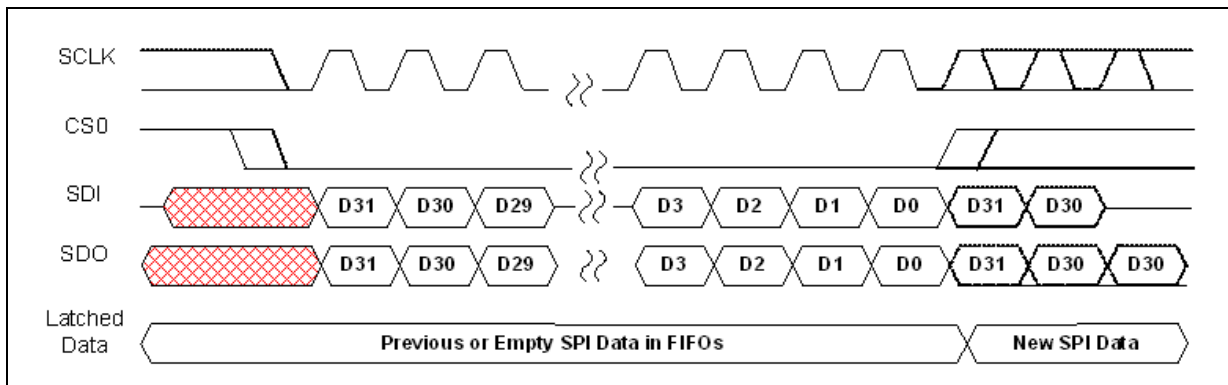 SCLK
CS0
SDI D31 D30 D29 D3 D2 D1 D0 D31 D30
SDO D31 D30 D29 D3 D2 D1 D0 D31 D30 D30
Latched
Data
Previous or Empty SPI Data in FIFOs New SPI Data